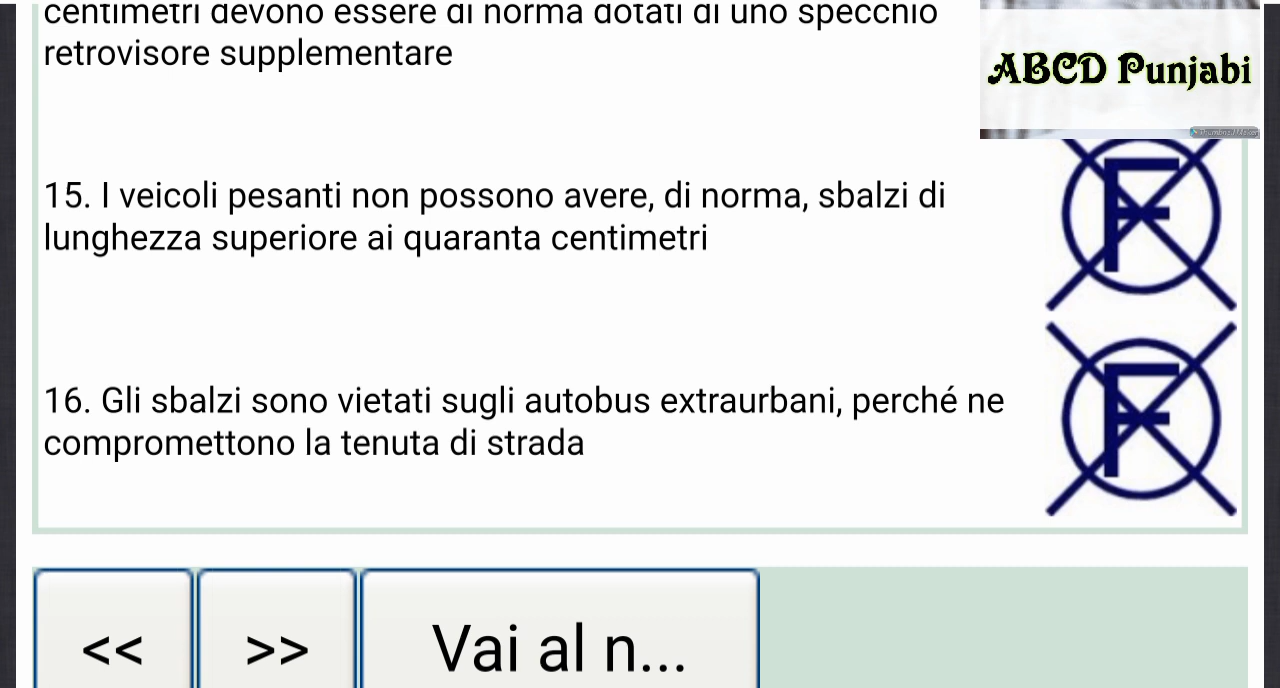 centimetri devono essere di norma dotati di uno specchio
retrovisore supplementare
ABCD Punjabi
Thumbnail Maker
15. I veicoli pesanti non possono avere, di norma, sbalzi di
lunghezza superiore ai quaranta centimetri
F
16. Gli sbalzi sono vietati sugli autobus extraurbani, perché ne
compromettono la tenuta di strada
F
<< >> Vai al n...